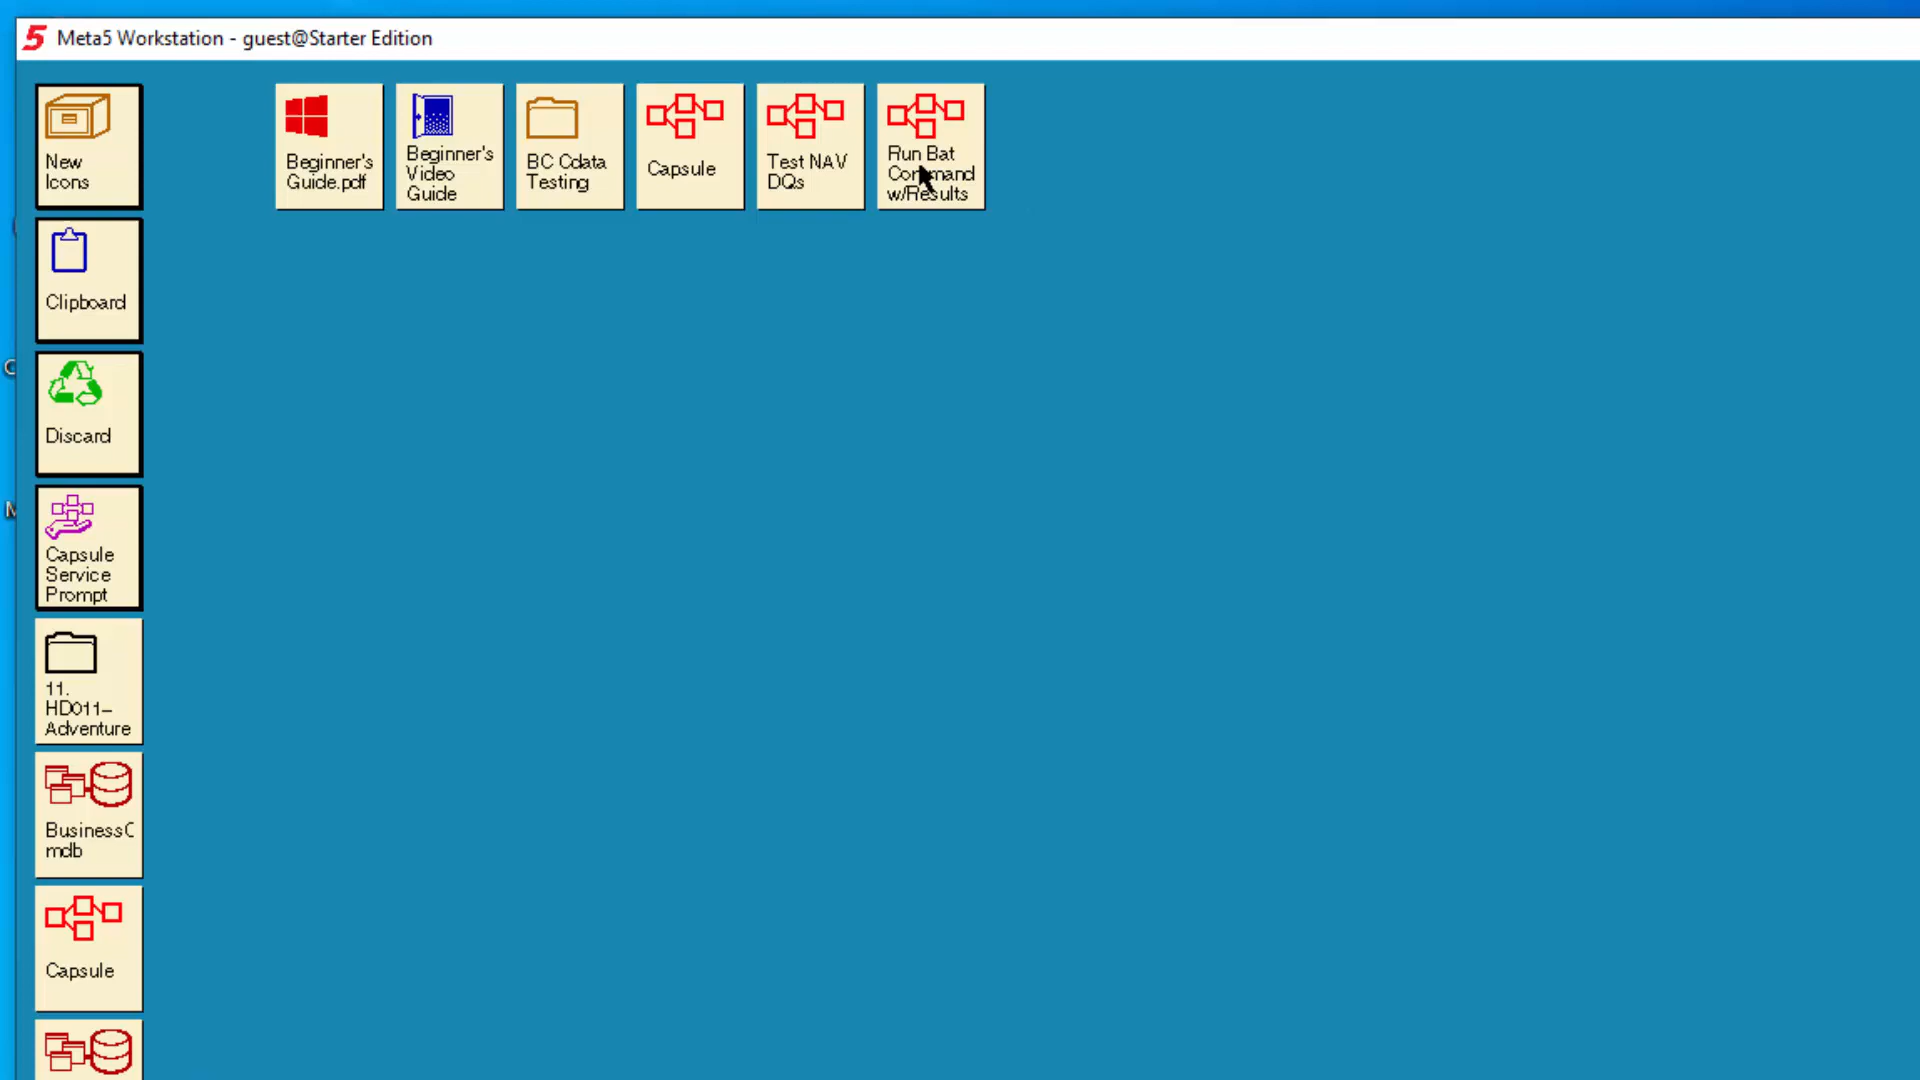 5 Meta5 Workstation - guest@Starter Edition
New
Icons
Beginner's
Guide.pdf
Beginner's
Video
Guide
BC Cdata
Testing
Capsule
Test NAV
DQs
Run Bat
Command
w/Results
Clipboard
Discard
Capsule
Service
Prompt
11.
HD011-
Adventure
BusinessC
mdb
Capsule